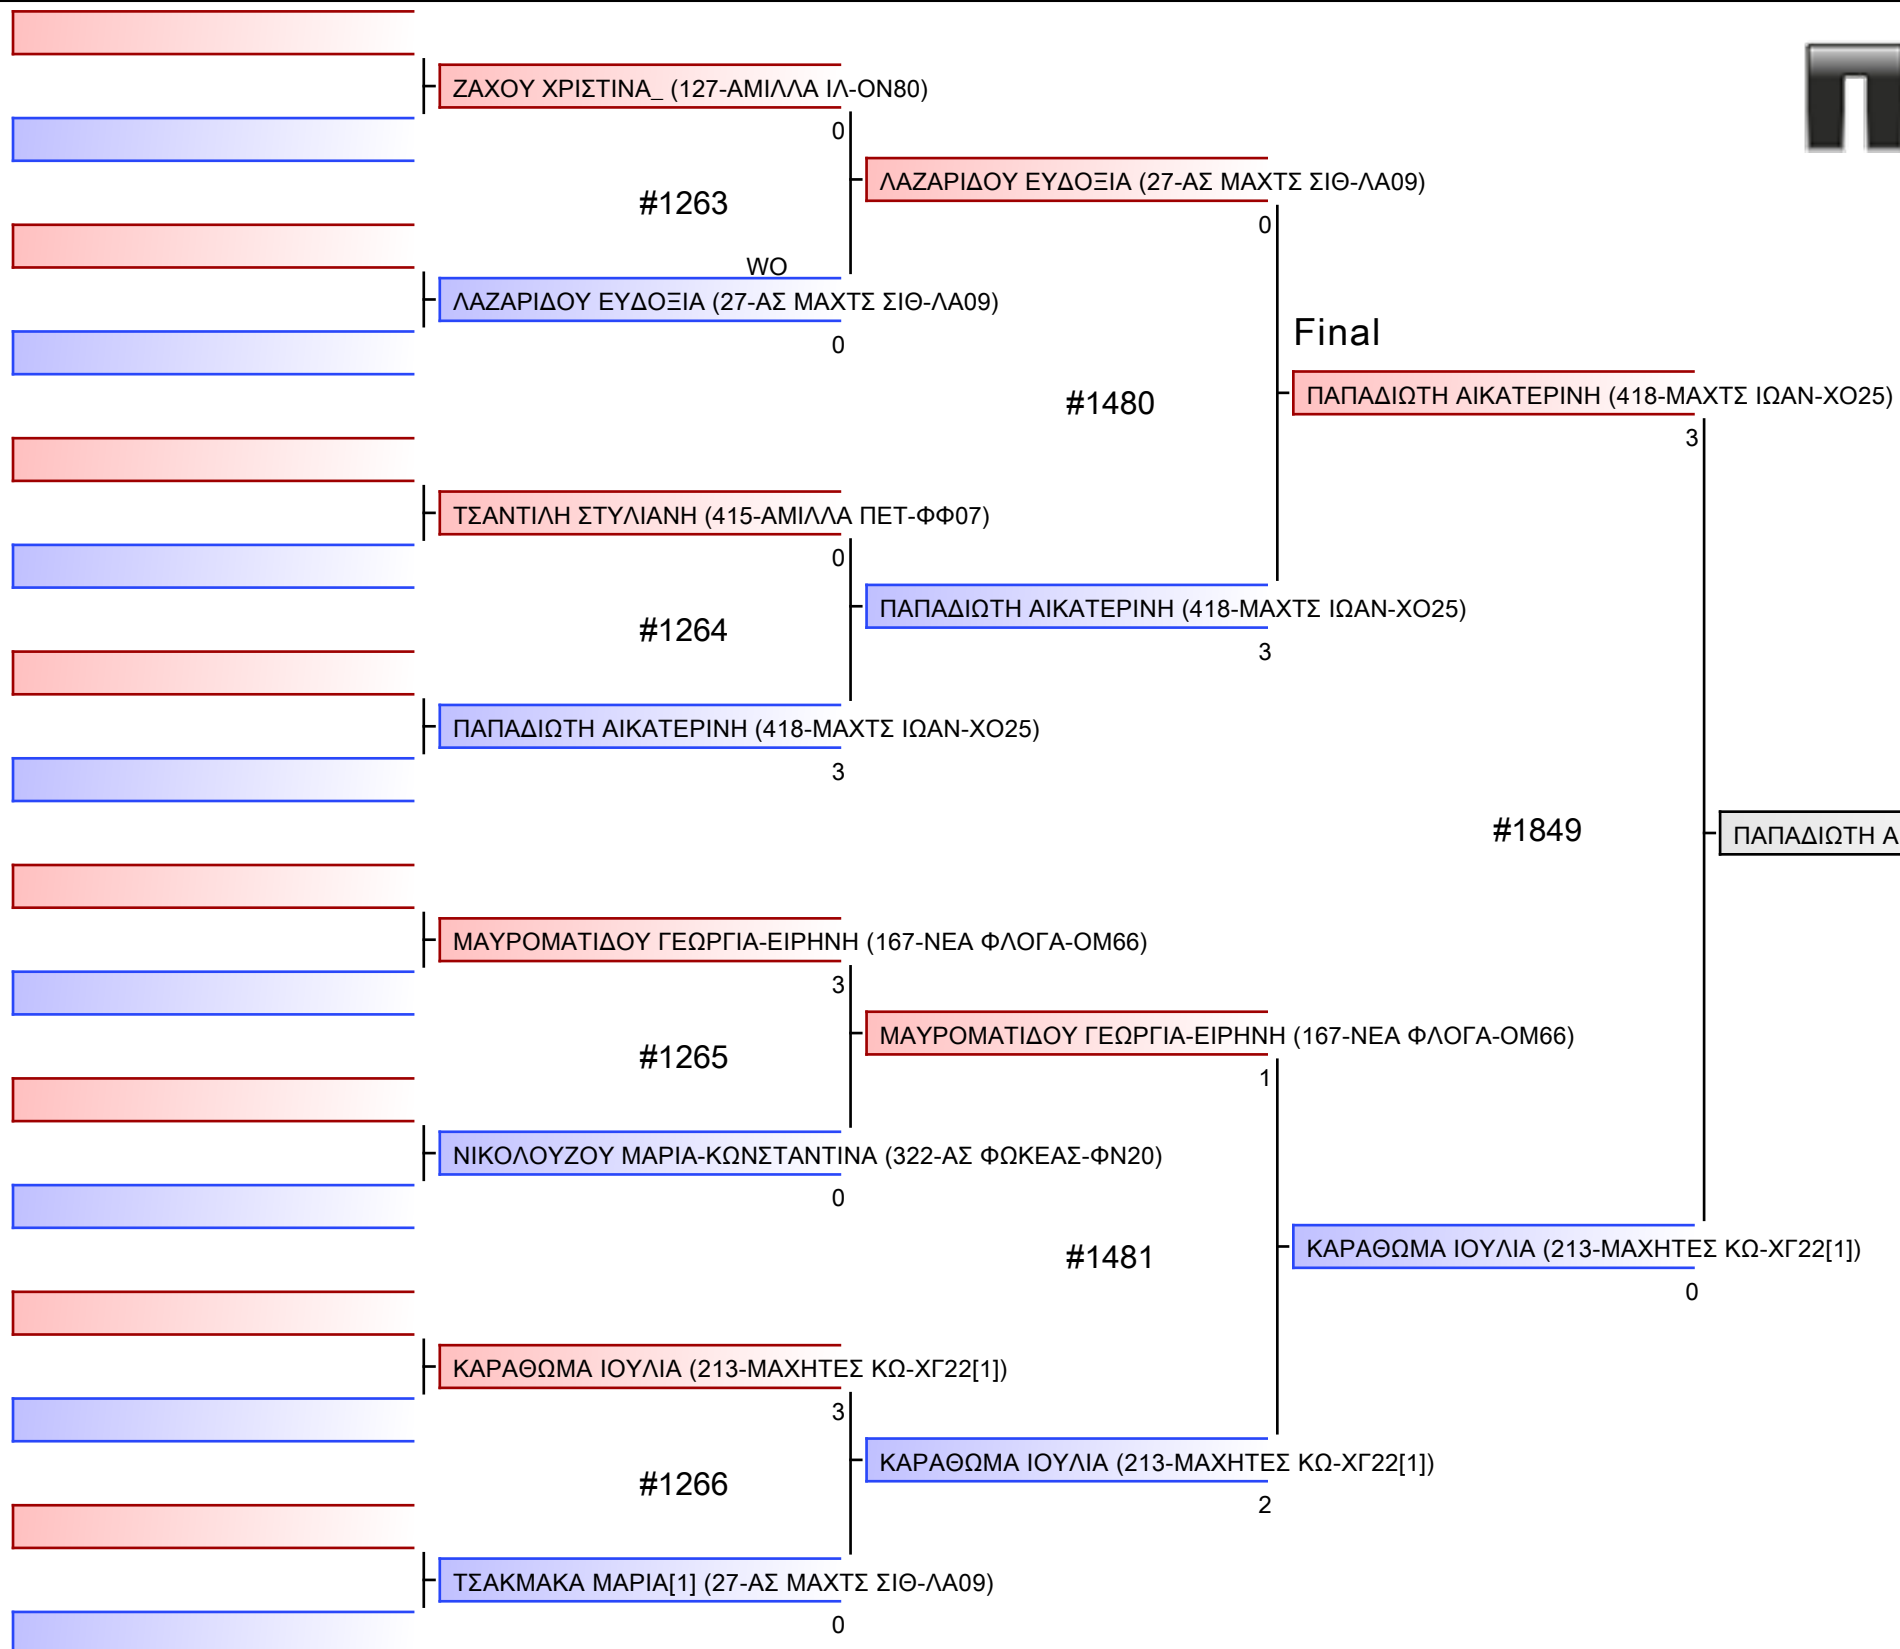 ΖΑΧΟΥ ΧΡΙΣΤΙΝΑ_ (127-ΑΜΙΛΛΑ ΙΛ-ΟΝ80)
0
ΛΑΖΑΡΙΔΟΥ ΕΥΔΟΞΙΑ (27-ΑΣ ΜΑΧΤΣ ΣΙΘ-ΛΑ09)
#1263
0
WO
ΛΑΖΑΡΙΔΟΥ ΕΥΔΟΞΙΑ (27-ΑΣ ΜΑΧΤΣ ΣΙΘ-ΛΑ09)
0
Final
#1480
ΠΑΠΑΔΙΩΤΗ ΑΙΚΑΤΕΡΙΝΗ (418-ΜΑΧΤΣ ΙΩΑΝ-ΧΟ25)
3
ΤΣΑΝΤΙΛΗ ΣΤΥΛΙΑΝΗ (415-ΑΜΙΛΛΑ ΠΕΤ-ΦΦ07)
0
ΠΑΠΑΔΙΩΤΗ ΑΙΚΑΤΕΡΙΝΗ (418-ΜΑΧΤΣ ΙΩΑΝ-ΧΟ25)
#1264
3
ΠΑΠΑΔΙΩΤΗ ΑΙΚΑΤΕΡΙΝΗ (418-ΜΑΧΤΣ ΙΩΑΝ-ΧΟ25)
3
#1849
ΠΑΠΑΔΙΩΤΗ Α
ΜΑΥΡΟΜΑΤΙΔΟΥ ΓΕΩΡΓΙΑ-ΕΙΡΗΝΗ (167-ΝΕΑ ΦΛΟΓΑ-ΟΜ66)
3
ΜΑΥΡΟΜΑΤΙΔΟΥ ΓΕΩΡΓΙΑ-ΕΙΡΗΝΗ (167-ΝΕΑ ΦΛΟΓΑ-ΟΜ66)
#1265
1
ΝΙΚΟΛΟΥΖΟΥ ΜΑΡΙΑ-ΚΩΝΣΤΑΝΤΙΝΑ (322-ΑΣ ΦΩΚΕΑΣ-ΦΝ20)
0
#1481
ΚΑΡΑΘΩΜΑ ΙΟΥΛΙΑ (213-ΜΑΧΗΤΕΣ ΚΩ-ΧΓ22[1])
0
ΚΑΡΑΘΩΜΑ ΙΟΥΛΙΑ (213-ΜΑΧΗΤΕΣ ΚΩ-ΧΓ22[1])
3
ΚΑΡΑΘΩΜΑ ΙΟΥΛΙΑ (213-ΜΑΧΗΤΕΣ ΚΩ-ΧΓ22[1])
#1266
2
ΤΣΑΚΜΑΚΑ ΜΑΡΙΑ[1] (27-ΑΣ ΜΑΧΤΣ ΣΙΘ-ΛΑ09)
0